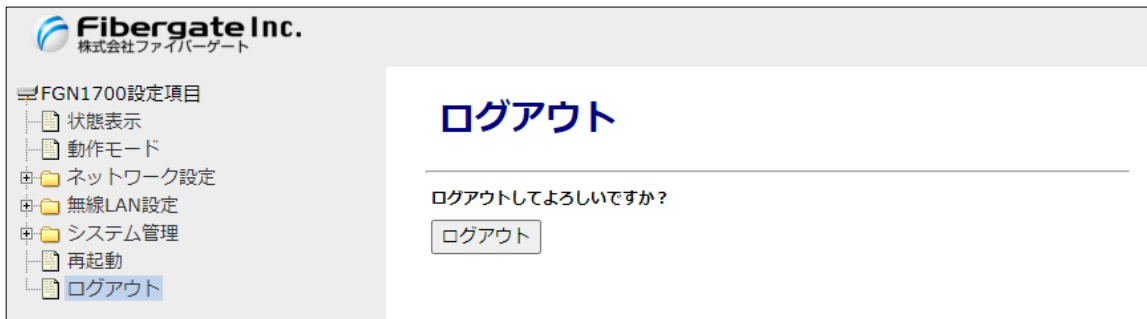 Fibergate Inc.
株式会社ファイバーゲート
FGN1700設定項目
状態表示
動作モード
ネットワーク設定
無線LAN設定
システム管理
再起動
ログアウト
ログアウト
ログアウトしてよろしいですか？
ログアウト